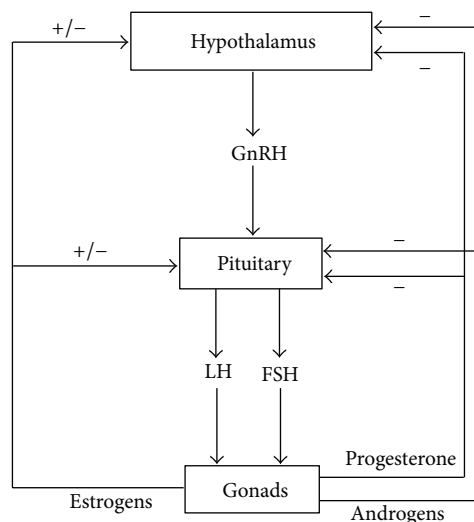 +/−
−
Hypothalamus
−
GnRH
+/−
−
Pituitary
−
LH
FSH
Progesterone
Estrogens
Gonads
Androgens